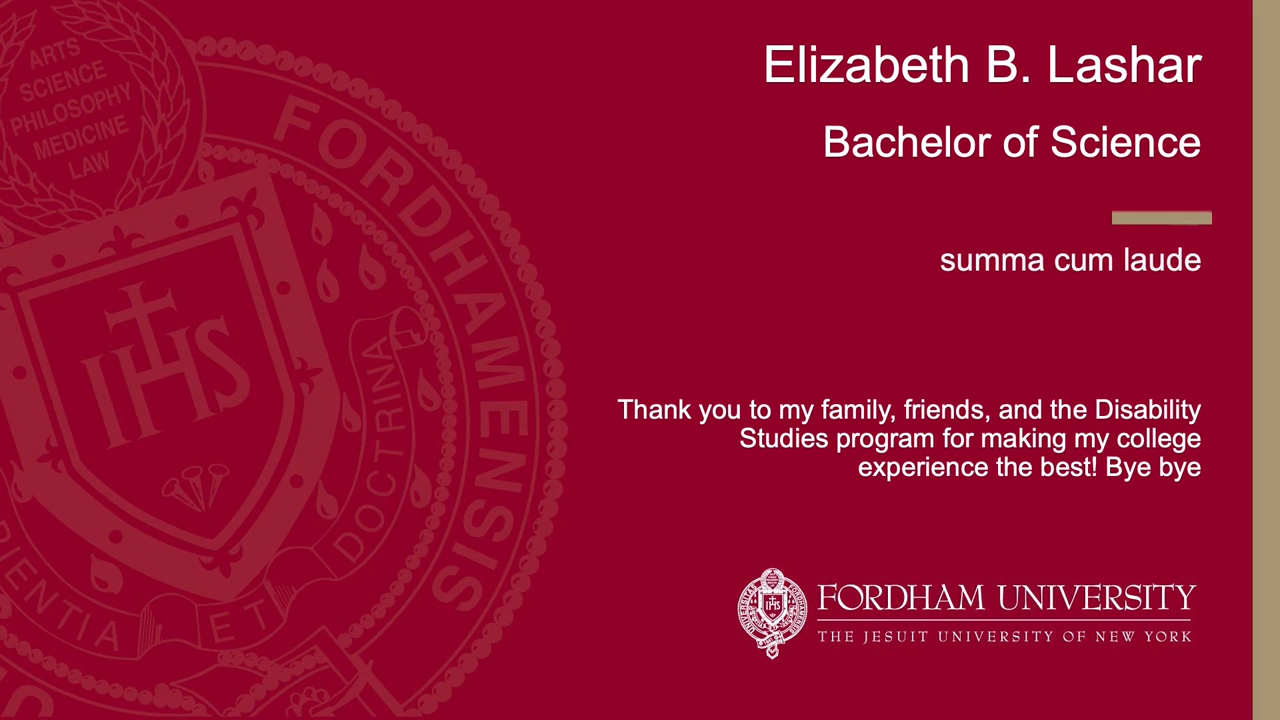 Elizabeth B. Lashar
Bachelor of Science
summa cum laude
Thank you to my family, friends, and the Disability
Studies program for making my college
experience the best! Bye bye
FORDHAM UNIVERSITY
THE JESUIT UNIVERSITY OF NEW YORK
ARTS
SCIENCE
PHILOSOPHY
MEDICINE
LAW
FORDHAMENSIS
IHS
ET
DOCTRINA